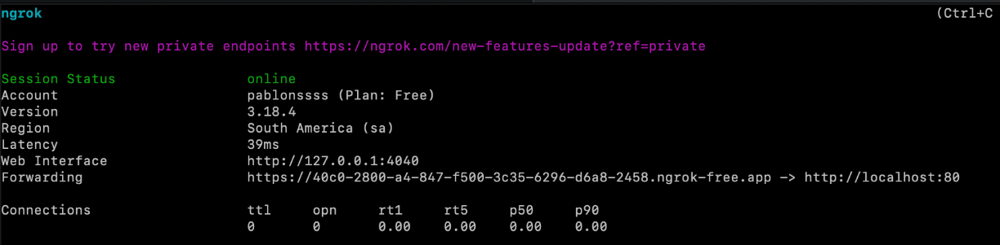 ngrok (Ctrl+C
Sign up to try new private endpoints https://ngrok.com/new-features-update?ref=private
Session Status online
Account pablonssss (Plan: Free)
Version 3.18.4
Region South America (sa)
Latency 39ms
Web Interface http://127.0.0.1:4040
Forwarding https://40c0-2800-a4-847-f500-3c35-6296-d6a8-2458.ngrok-free.app -> http://localhost:80
Connections ttl opn rt1 rt5 p50 p90
0 0 0.00 0.00 0.00 0.00